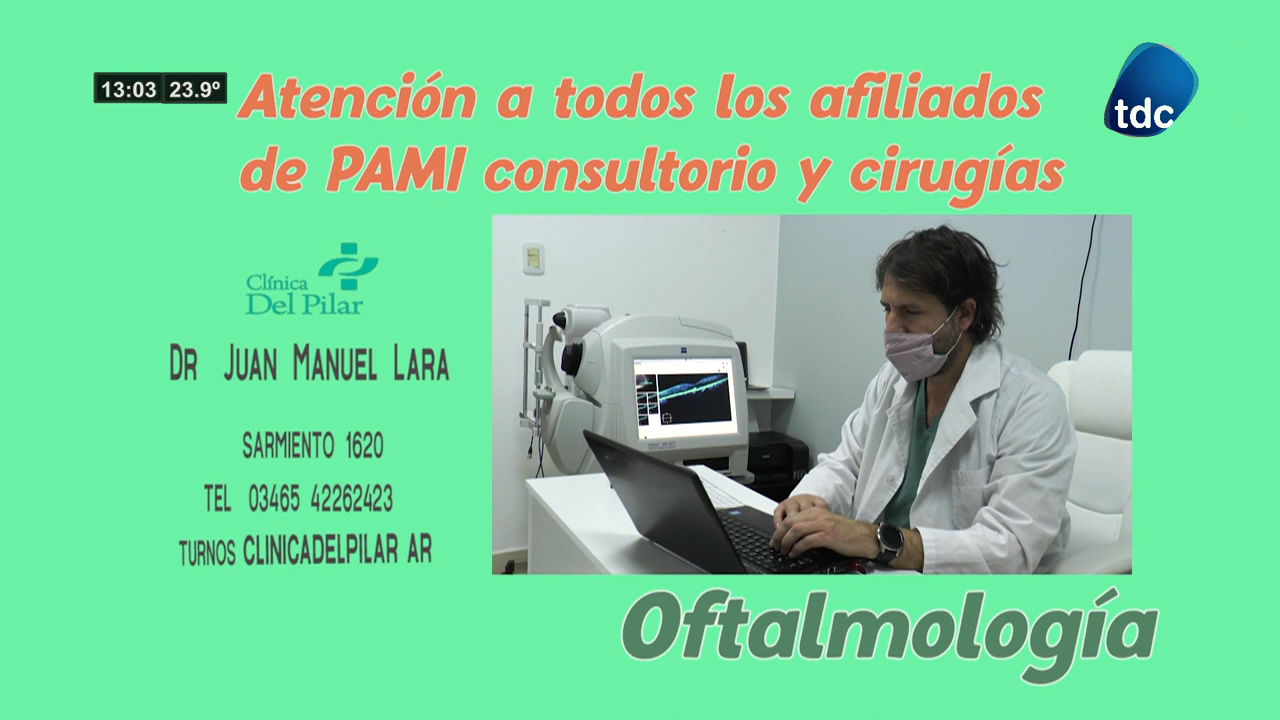 13:03 23.9º
Atención a todos los afiliados
de PAMI consultorio y cirugías
tdc
Clínica
Del Pilar
DR JUAN MANUEL LARA
SARMIENTO 1620
TEL 03465 42262423
TURNOS CLINICADELPILAR AR
Oftalmología